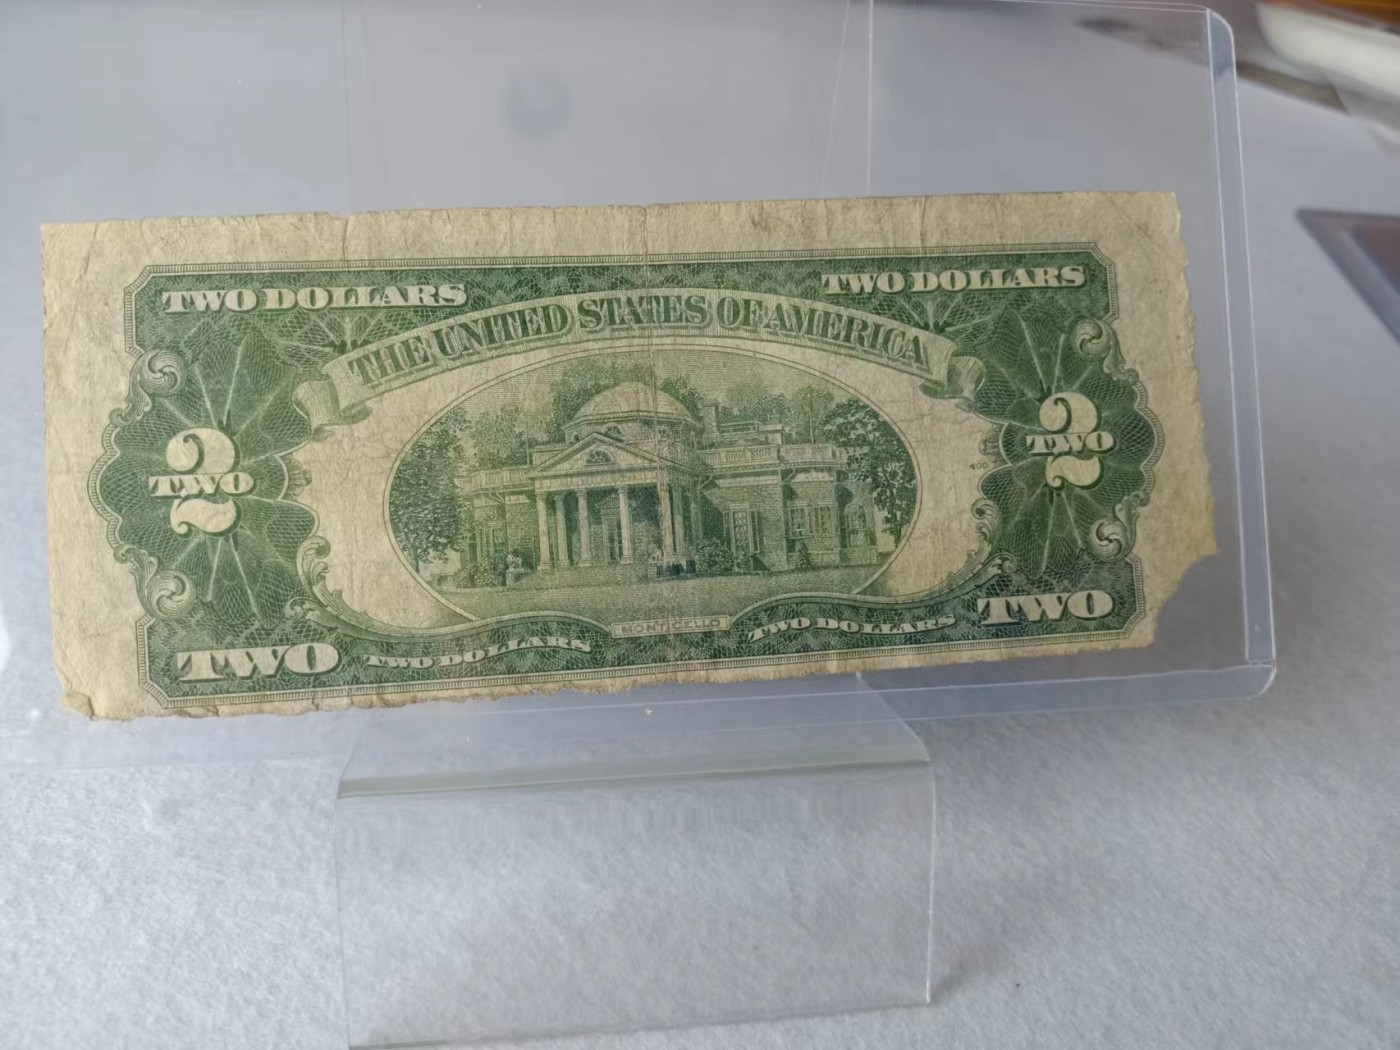 TWO DOLLARS TWO DOLLARS
THE UNITED STATES OF AMERICA
2 2
TWO TWO
400
MONTICELLO
TWO TWO DOLLARS TWO DOLLARS TWO